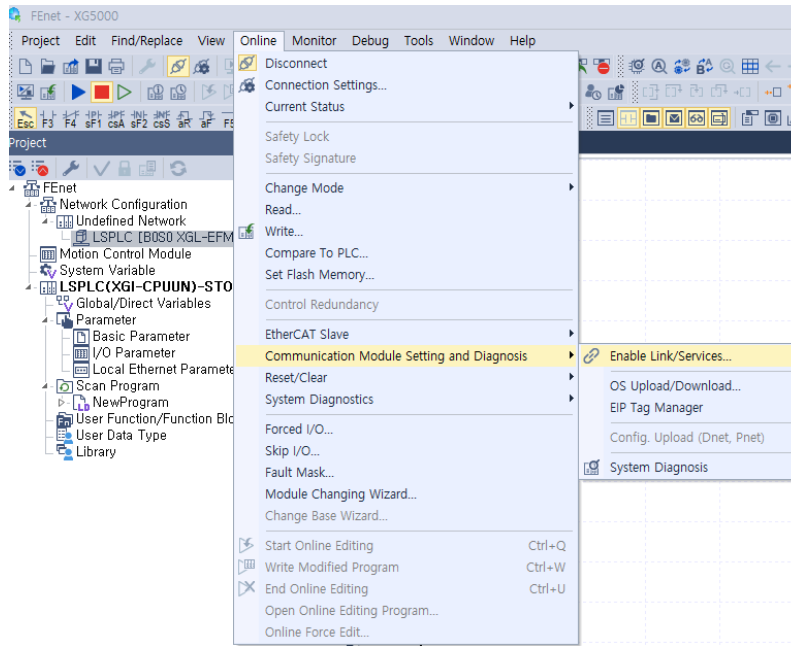 FEnet - XG5000
Project Edit Find/Replace View Online Monitor Debug Tools Window Help
Esc F3 F4 sF1 csA sF2 csS aR aF
Project
FEnet
Network Configuration
Undefined Network
LSPLC [B0S0 XGL-EFM
Motion Control Module
System Variable
LSPLC(XGI-CPUUN)-STO
Global/Direct Variables
Parameter
Basic Parameter
I/O Parameter
Local Ethernet Paramete
Scan Program
NewProgram
User Function/Function Blo
User Data Type
Library
Disconnect
Connection Settings...
Current Status
Safety Lock
Safety Signature
Change Mode
Read...
Write...
Compare To PLC...
Set Flash Memory...
Control Redundancy
EtherCAT Slave
Communication Module Setting and Diagnosis
Reset/Clear
System Diagnostics
Forced I/O...
Skip I/O...
Fault Mask...
Module Changing Wizard...
Change Base Wizard...
Start Online Editing Ctrl+Q
Write Modified Program Ctrl+W
End Online Editing Ctrl+U
Open Online Editing Program...
Online Force Edit...
Enable Link/Services...
OS Upload/Download...
EIP Tag Manager
Config. Upload (Dnet, Pnet)
System Diagnosis